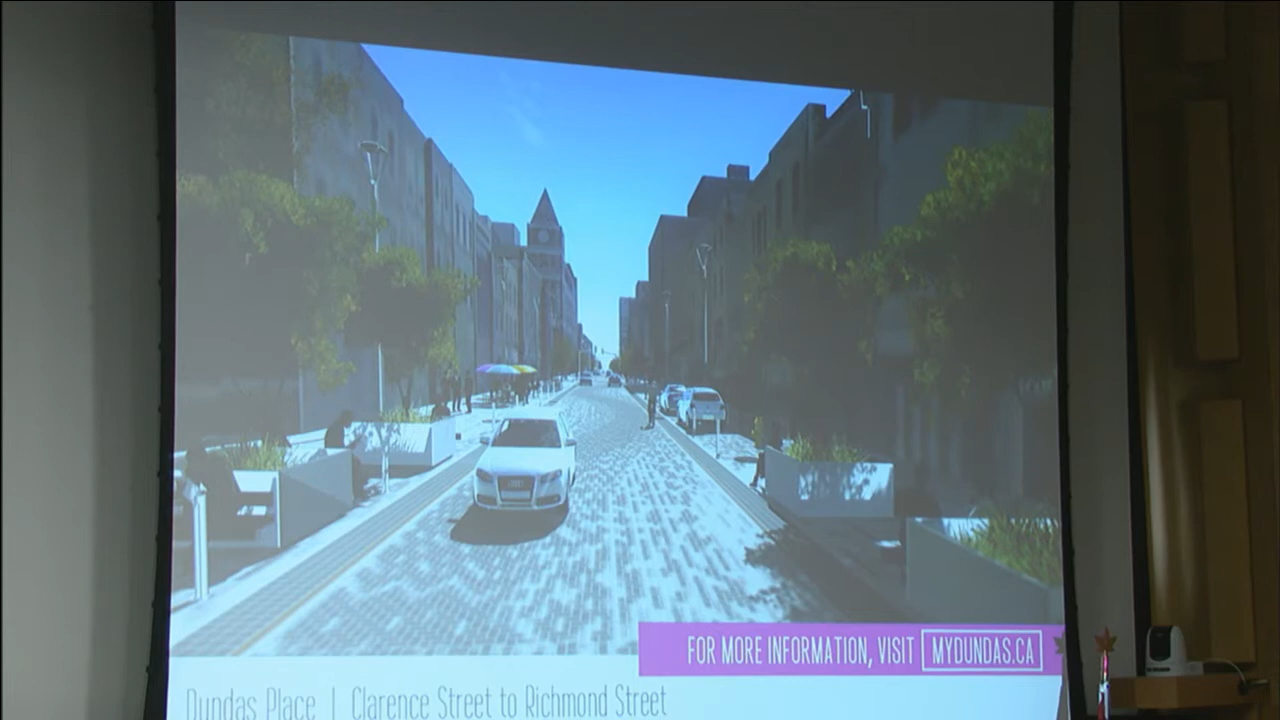 FOR MORE INFORMATION, VISIT MYDUNDAS.CA
Dundas Place | Clarence Street to Richmond Street